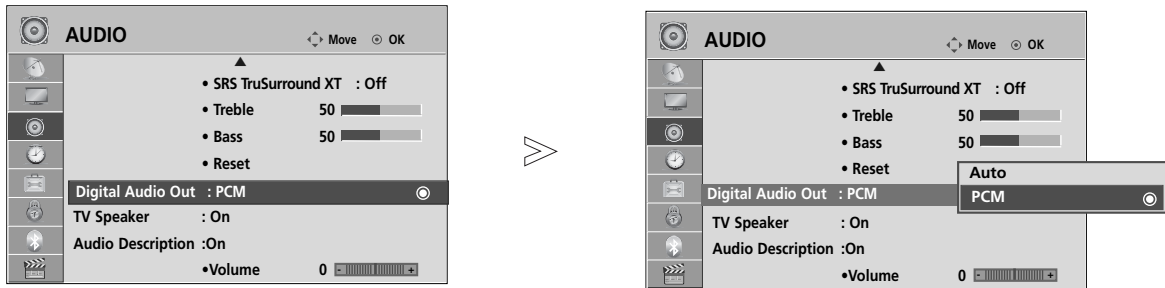 AUDIO
Move OK
• SRS TruSurround XT : Off
• Treble 50
• Bass 50
• Reset
Digital Audio Out : PCM
TV Speaker : On
Audio Description :On
•Volume 0 - +
AUDIO
Move OK
• SRS TruSurround XT : Off
• Treble 50
• Bass 50
• Reset
Digital Audio Out : PCM
Auto
PCM
TV Speaker : On
Audio Description :On
•Volume 0 - +